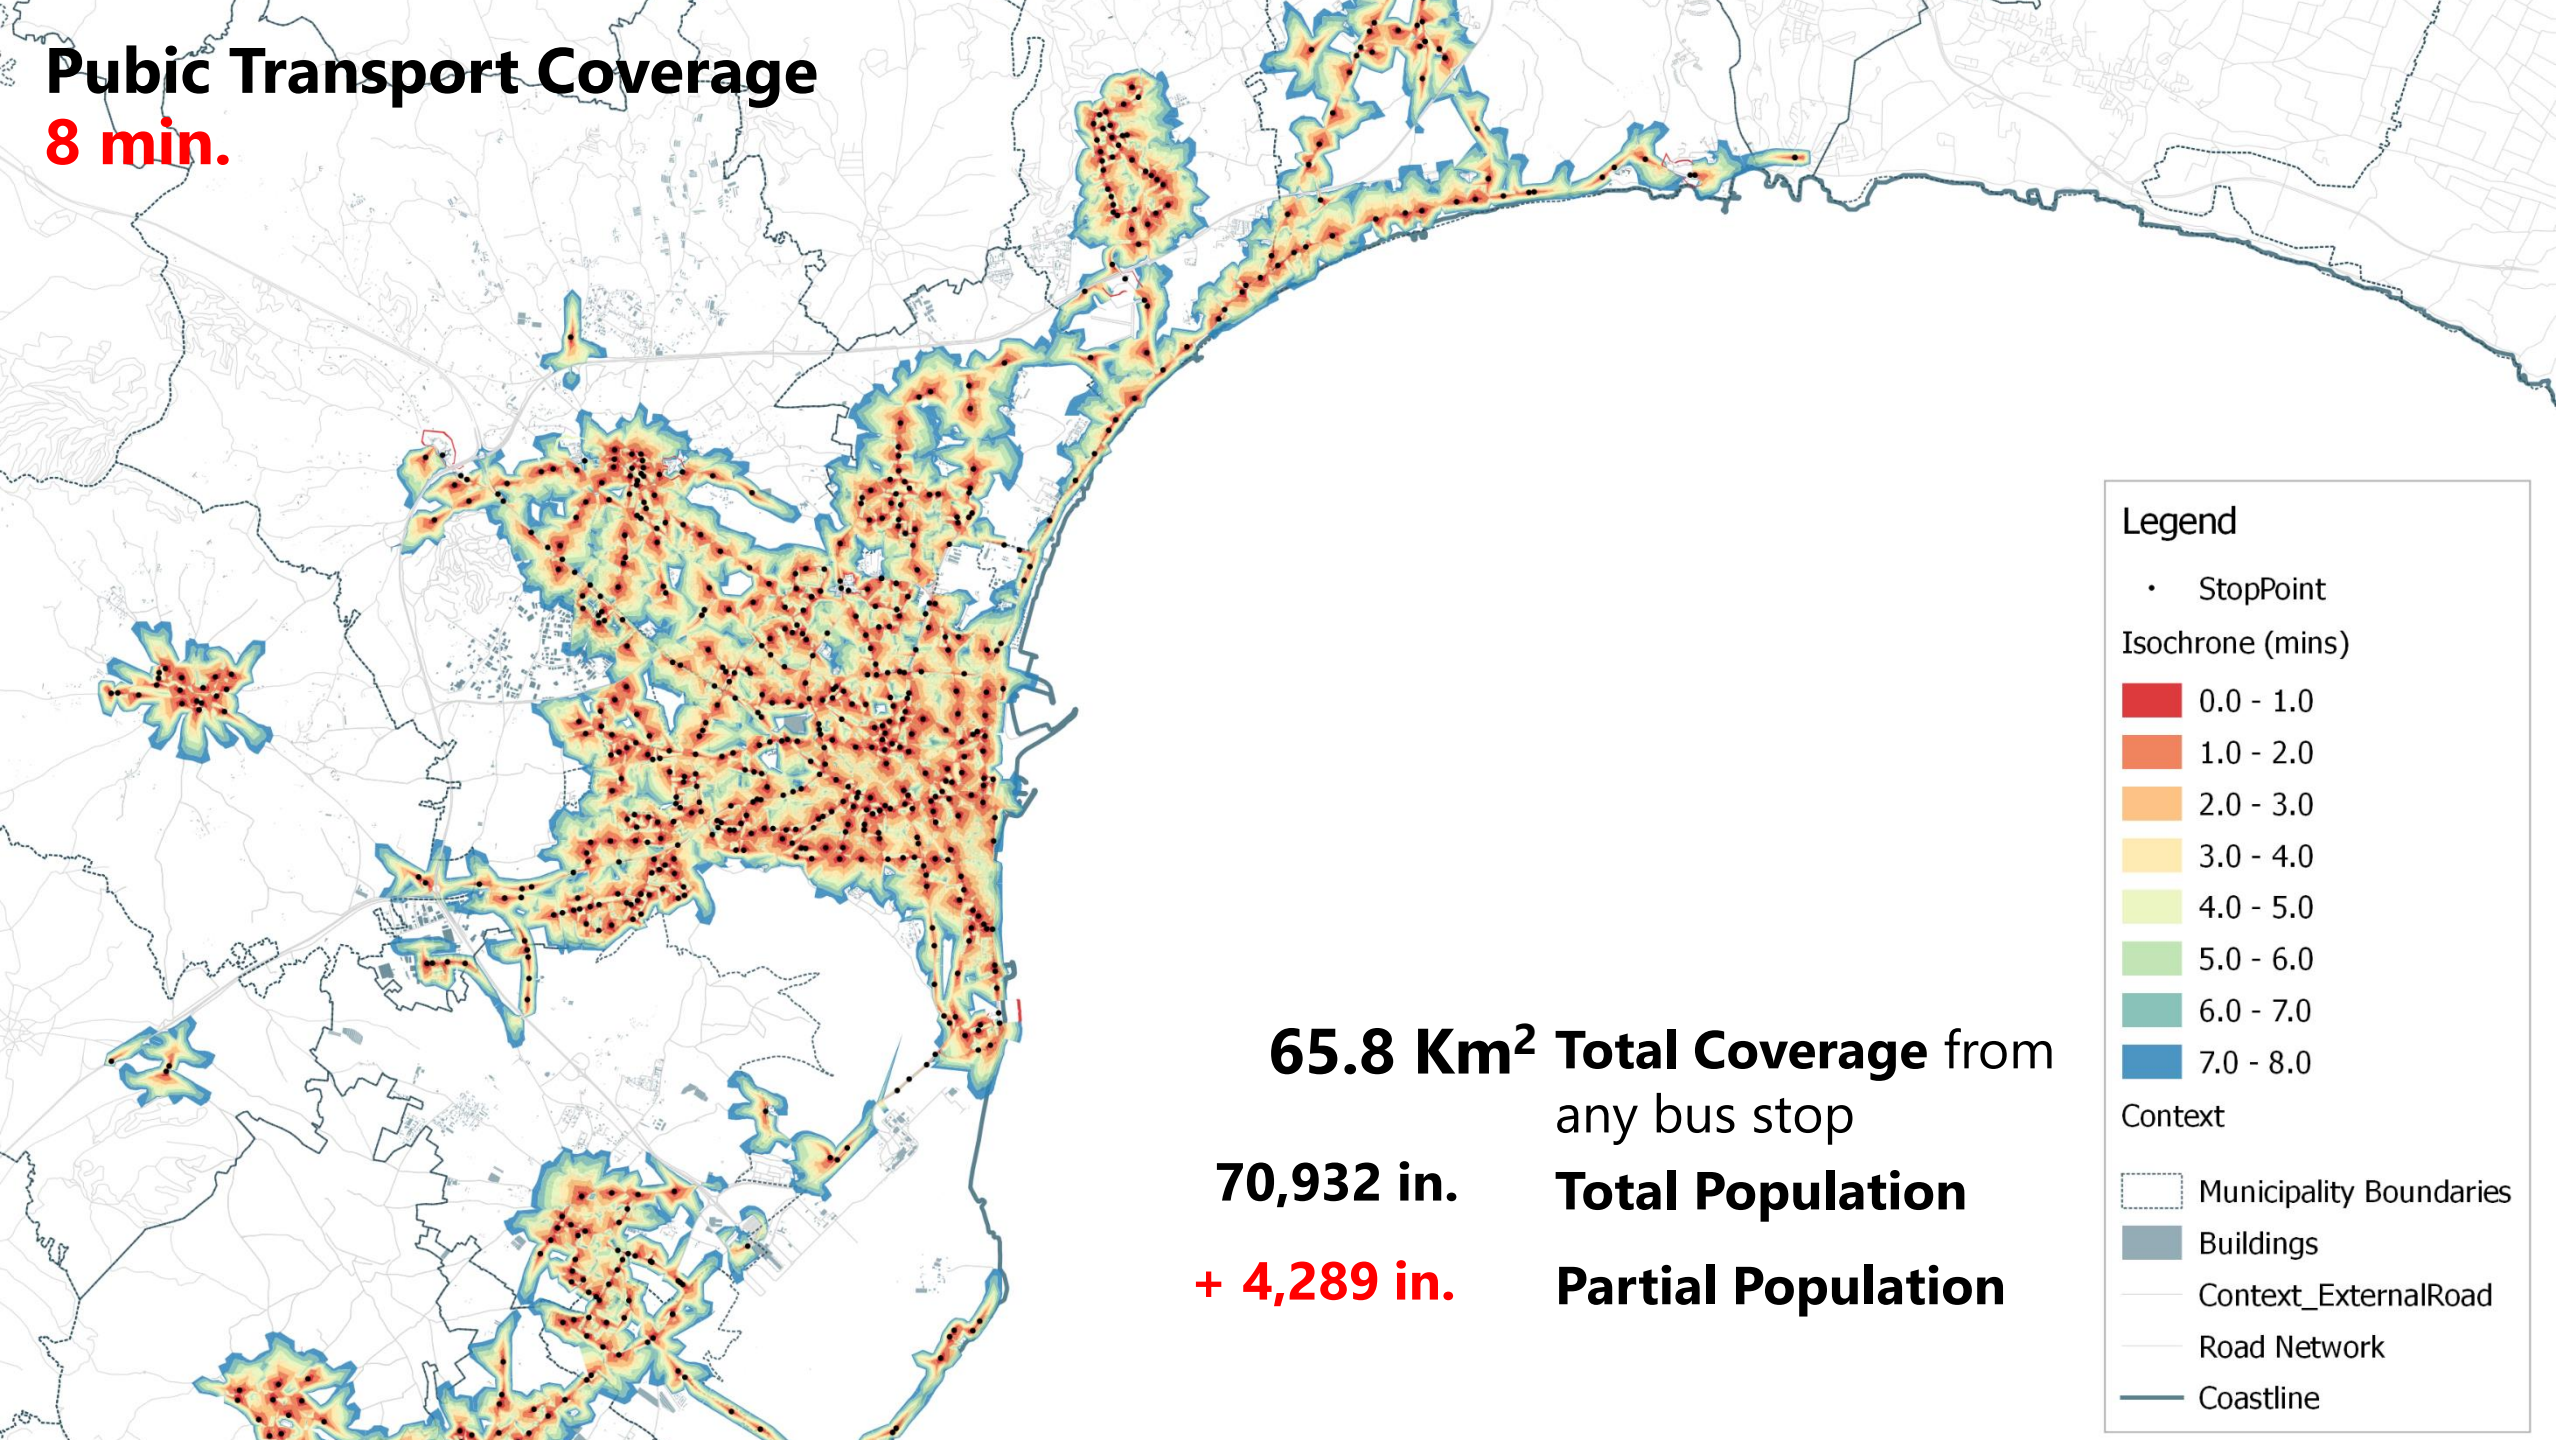 Pubic Transport Coverage
8 min.
65.8 Km² Total Coverage from
any bus stop
70,932 in. Total Population
+ 4,289 in. Partial Population
Legend
StopPoint
Isochrone (mins)
0.0 - 1.0
1.0 - 2.0
2.0 - 3.0
3.0 - 4.0
4.0 - 5.0
5.0 - 6.0
6.0 - 7.0
7.0 - 8.0
Context
Municipality Boundaries
Buildings
Context_ExternalRoad
Road Network
Coastline